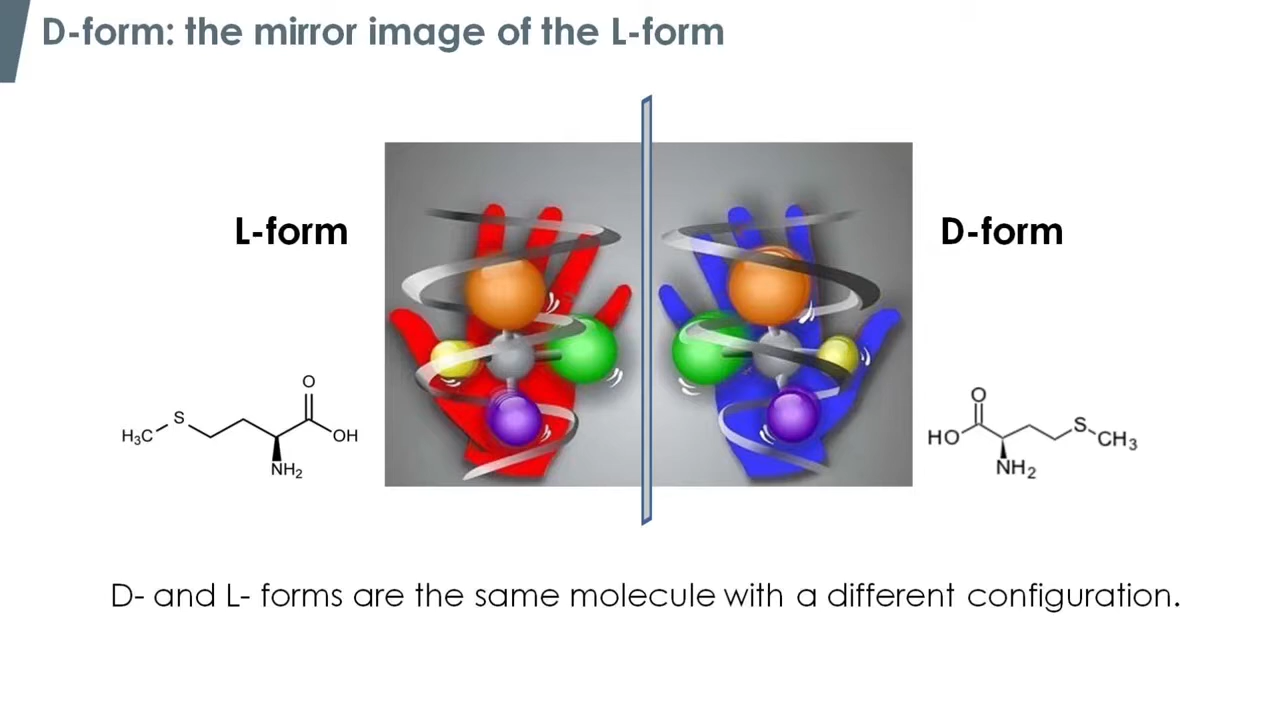 D-form: the mirror image of the L-form
L-form
D-form
O
S
H₃C
OH
NH₂
O
HO
S
CH₃
NH₂
D- and L- forms are the same molecule with a different configuration.